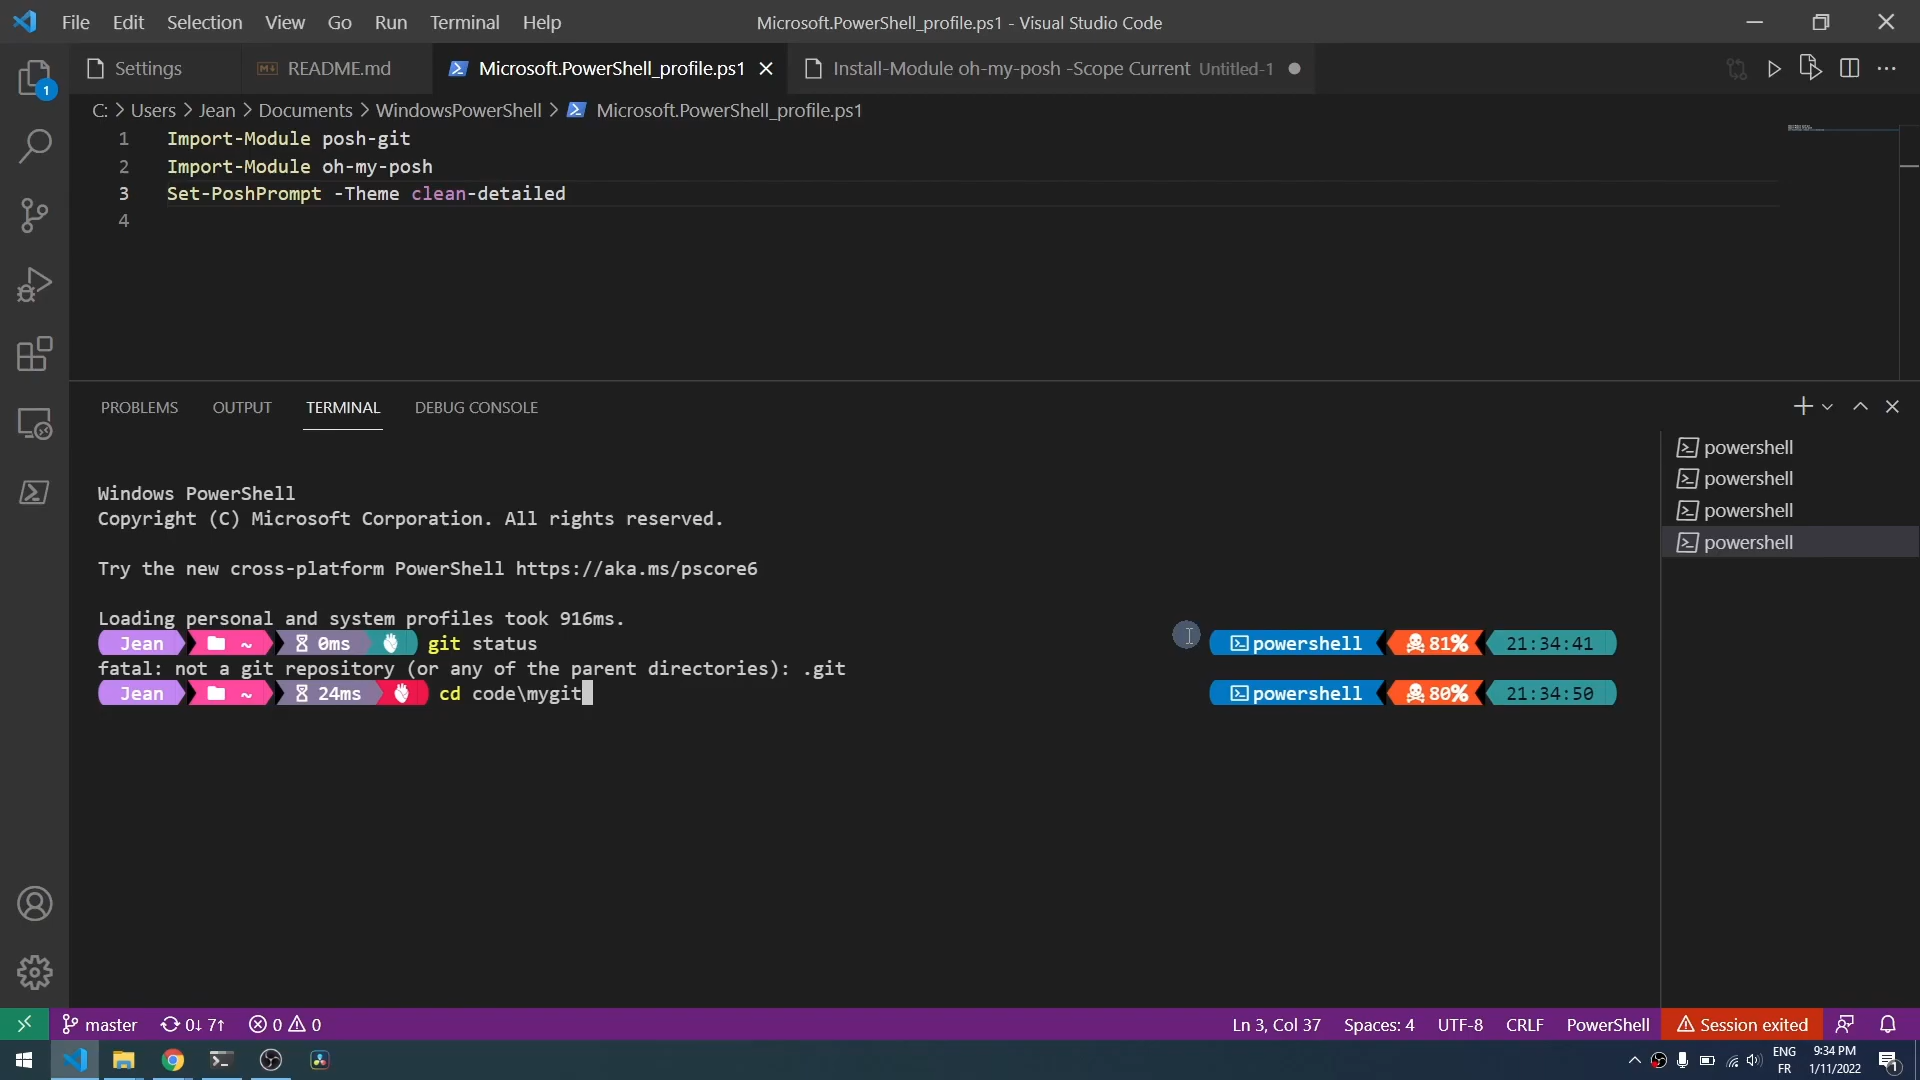 File Edit Selection View Go Run Terminal Help
Microsoft.PowerShell_profile.ps1 - Visual Studio Code
Settings
README.md
Microsoft.PowerShell_profile.ps1
Install-Module oh-my-posh -Scope Current Untitled-1
C: > Users > Jean > Documents > WindowsPowerShell > Microsoft.PowerShell_profile.ps1
1 Import-Module posh-git
2 Import-Module oh-my-posh
3 Set-PoshPrompt -Theme clean-detailed
4
PROBLEMS OUTPUT TERMINAL DEBUG CONSOLE
powershell
powershell
powershell
powershell
Windows PowerShell
Copyright (C) Microsoft Corporation. All rights reserved.
Try the new cross-platform PowerShell https://aka.ms/pscore6
Loading personal and system profiles took 916ms.
Jean ~ 0ms git status powershell 81% 21:34:41
fatal: not a git repository (or any of the parent directories): .git
Jean ~ 24ms cd code\mygit powershell 80% 21:34:50
1
master 0↓ 7↑ 0 0 Ln 3, Col 37 Spaces: 4 UTF-8 CRLF PowerShell Session exited
ENG 9:34 PM
FR 1/11/2022 1